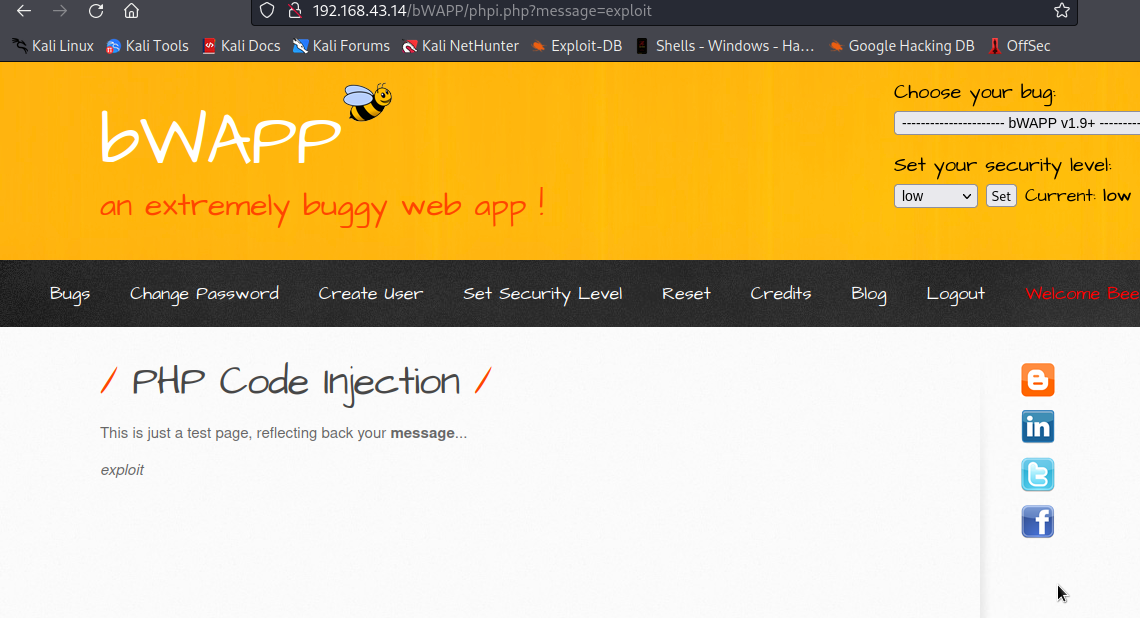 192.168.43.14/bWAPP/phpi.php?message=exploit
Kali Linux Kali Tools Kali Docs Kali Forums Kali NetHunter Exploit-DB Shells - Windows - Ha… Google Hacking DB OffSec
bWAPP
an extremely buggy web app !
Choose your bug:
---------------------- bWAPP v1.9+ ---------
Set your security level:
low Set Current: low
Bugs Change Password Create User Set Security Level Reset Credits Blog Logout Welcome Bee
/ PHP Code Injection /
This is just a test page, reflecting back your message...
exploit